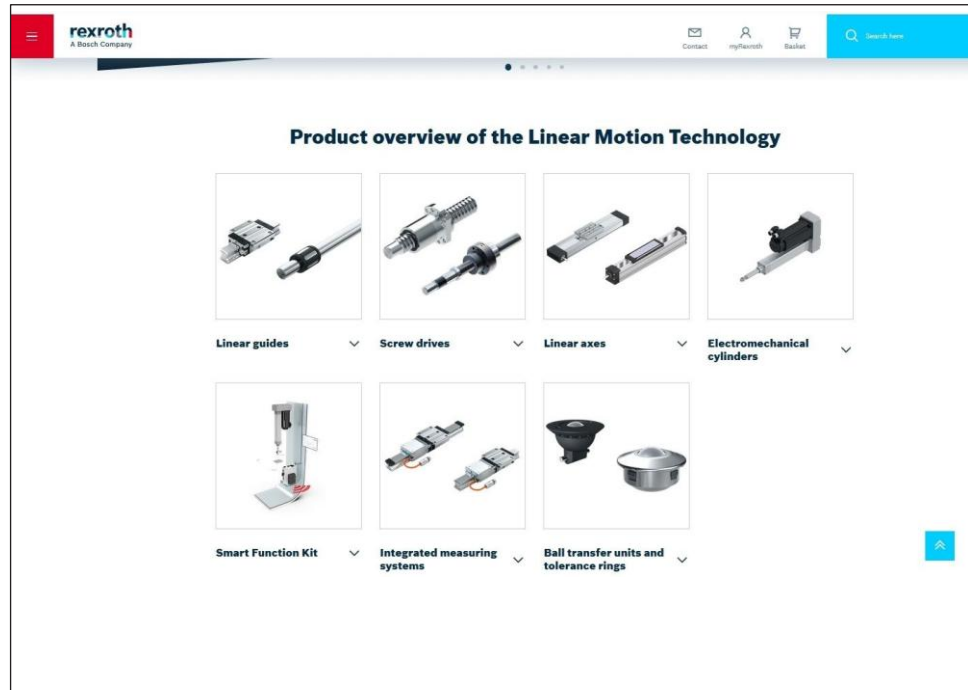 rexroth
A Bosch Company
Contact
myRexroth
Basket
Search here
Product overview of the Linear Motion Technology
Linear guides
Screw drives
Linear axes
Electromechanical
cylinders
Smart Function Kit
Integrated measuring
systems
Ball transfer units and
tolerance rings